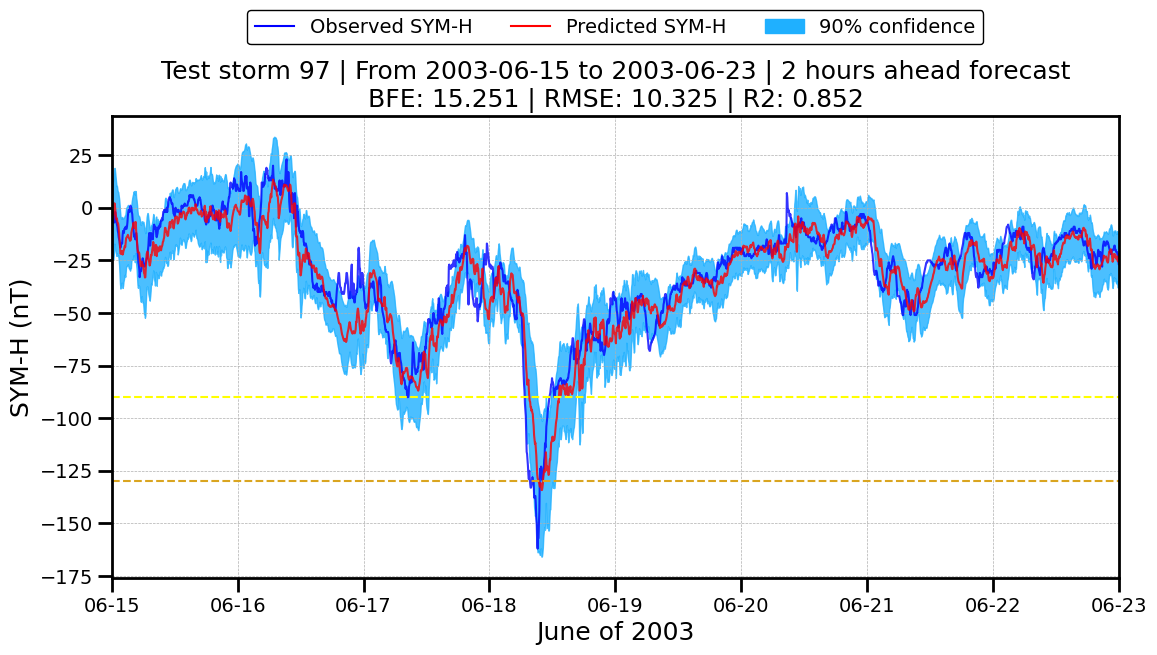 Observed SYM-H Predicted SYM-H 90% confidence
Test storm 97 | From 2003-06-15 to 2003-06-23 | 2 hours ahead forecast
BFE: 15.251 | RMSE: 10.325 | R2: 0.852
SYM-H (nT)
25
0
−25
−50
−75
−100
−125
−150
−175
06-15 06-16 06-17 06-18 06-19 06-20 06-21 06-22 06-23
June of 2003